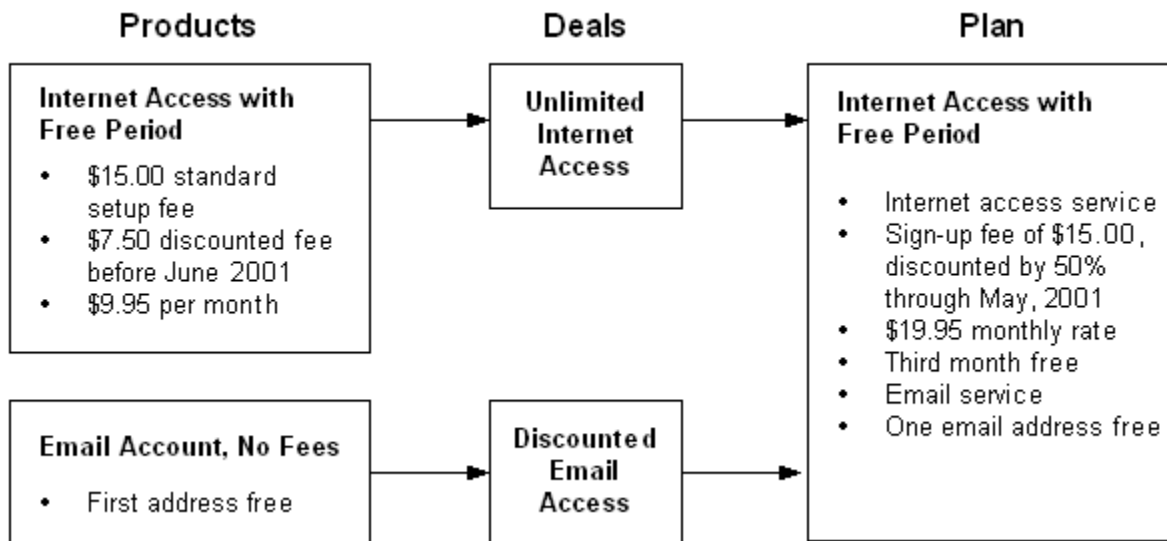 Products
Deals
Plan
Internet Access with
Free Period
• $15.00 standard
setup fee
• $7.50 discounted fee
before June 2001
• $9.95 per month
Unlimited
Internet
Access
Internet Access with
Free Period
• Internet access service
• Sign-up fee of $15.00,
discounted by 50%
through May, 2001
• $19.95 monthly rate
• Third month free
• Email service
• One email address free
Email Account, No Fees
• First address free
Discounted
Email
Access